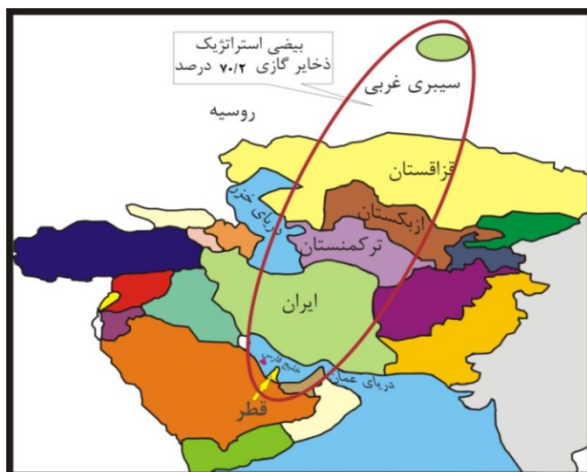 بیضی استراتژیک
ذخایر گازی ۷۰/۲ درصد
سیبری غربی
روسیه
قزاقستان
دریای خزر
ازبکستان
ترکمنستان
ایران
خلیج فارس
دریای عمان
قطر